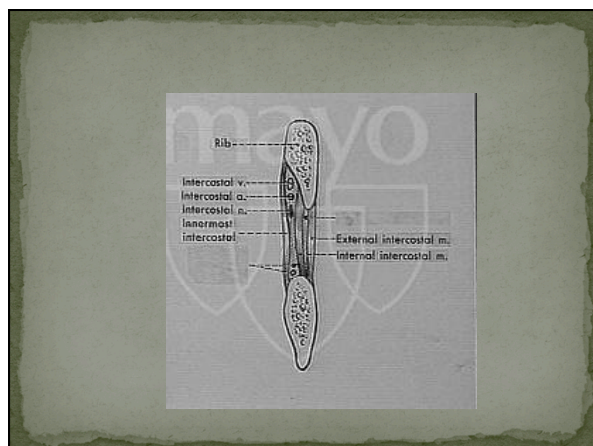 mayo
Rib
Intercostal v.
Intercostal a.
Intercostal n.
Innermost
intercostal
External intercostal m.
Internal intercostal m.